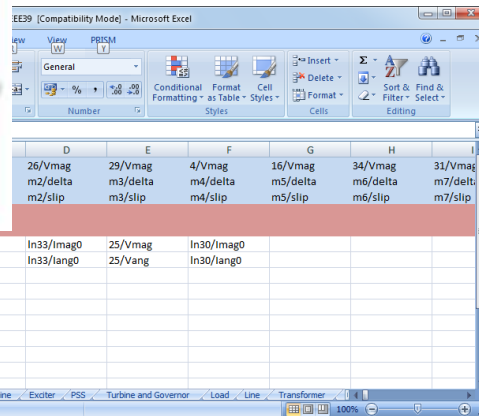 EEE39 [Compatibility Mode] - Microsoft Excel
View PRISM
W Y
General
% ,
Conditional Formatting
Format as Table
Cell Styles
Insert
Delete
Format
Σ
Sort & Filter
Find & Select
Number Styles Cells Editing
D E F G H I
26/Vmag 29/Vmag 4/Vmag 16/Vmag 34/Vmag 31/Vmag
m2/delta m3/delta m4/delta m5/delta m6/delta m7/delta
m2/slip m3/slip m4/slip m5/slip m6/slip m7/slip
ln33/Imag0 25/Vmag ln30/Imag0
ln33/Iang0 25/Vang ln30/Iang0
Exciter PSS Turbine and Governor Load Line Transformer
100%